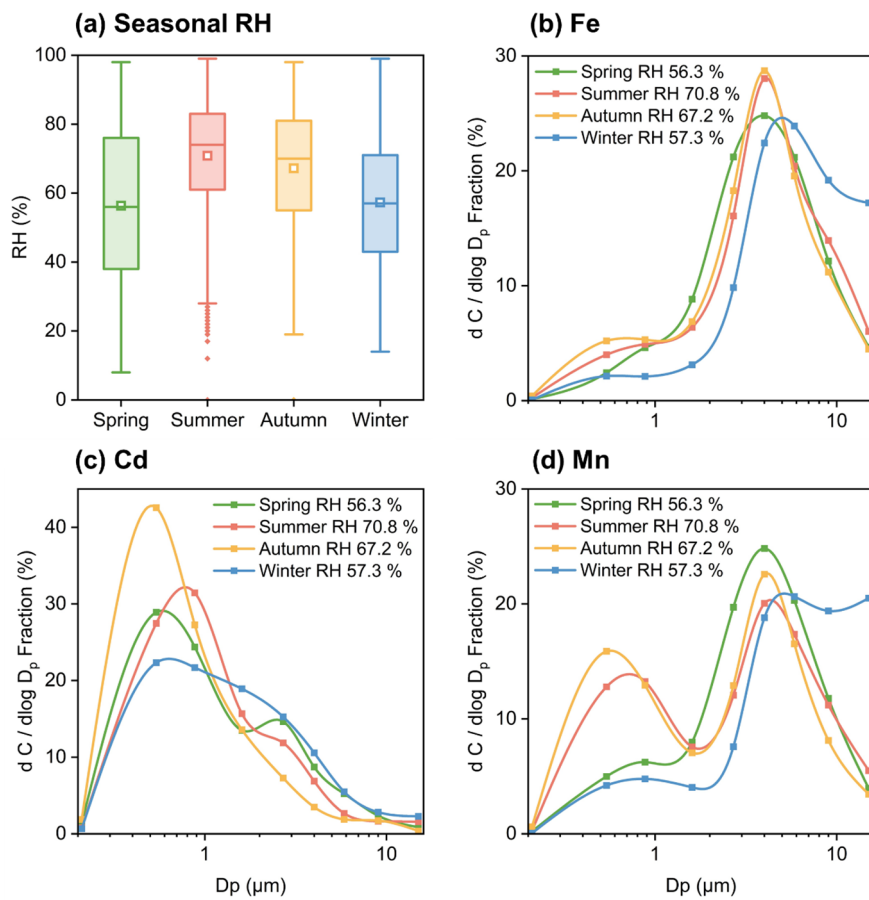 (a) Seasonal RH
RH (%)
100
80
60
40
20
0
Spring Summer Autumn Winter
(b) Fe
d C / dlog Dp Fraction (%)
30
20
10
0
Spring RH 56.3 %
Summer RH 70.8 %
Autumn RH 67.2 %
Winter RH 57.3 %
1 10
(c) Cd
d C / dlog Dp Fraction (%)
40
30
20
10
0
Spring RH 56.3 %
Summer RH 70.8 %
Autumn RH 67.2 %
Winter RH 57.3 %
1 10
Dp (μm)
(d) Mn
d C / dlog Dp Fraction (%)
30
20
10
0
Spring RH 56.3 %
Summer RH 70.8 %
Autumn RH 67.2 %
Winter RH 57.3 %
1 10
Dp (μm)